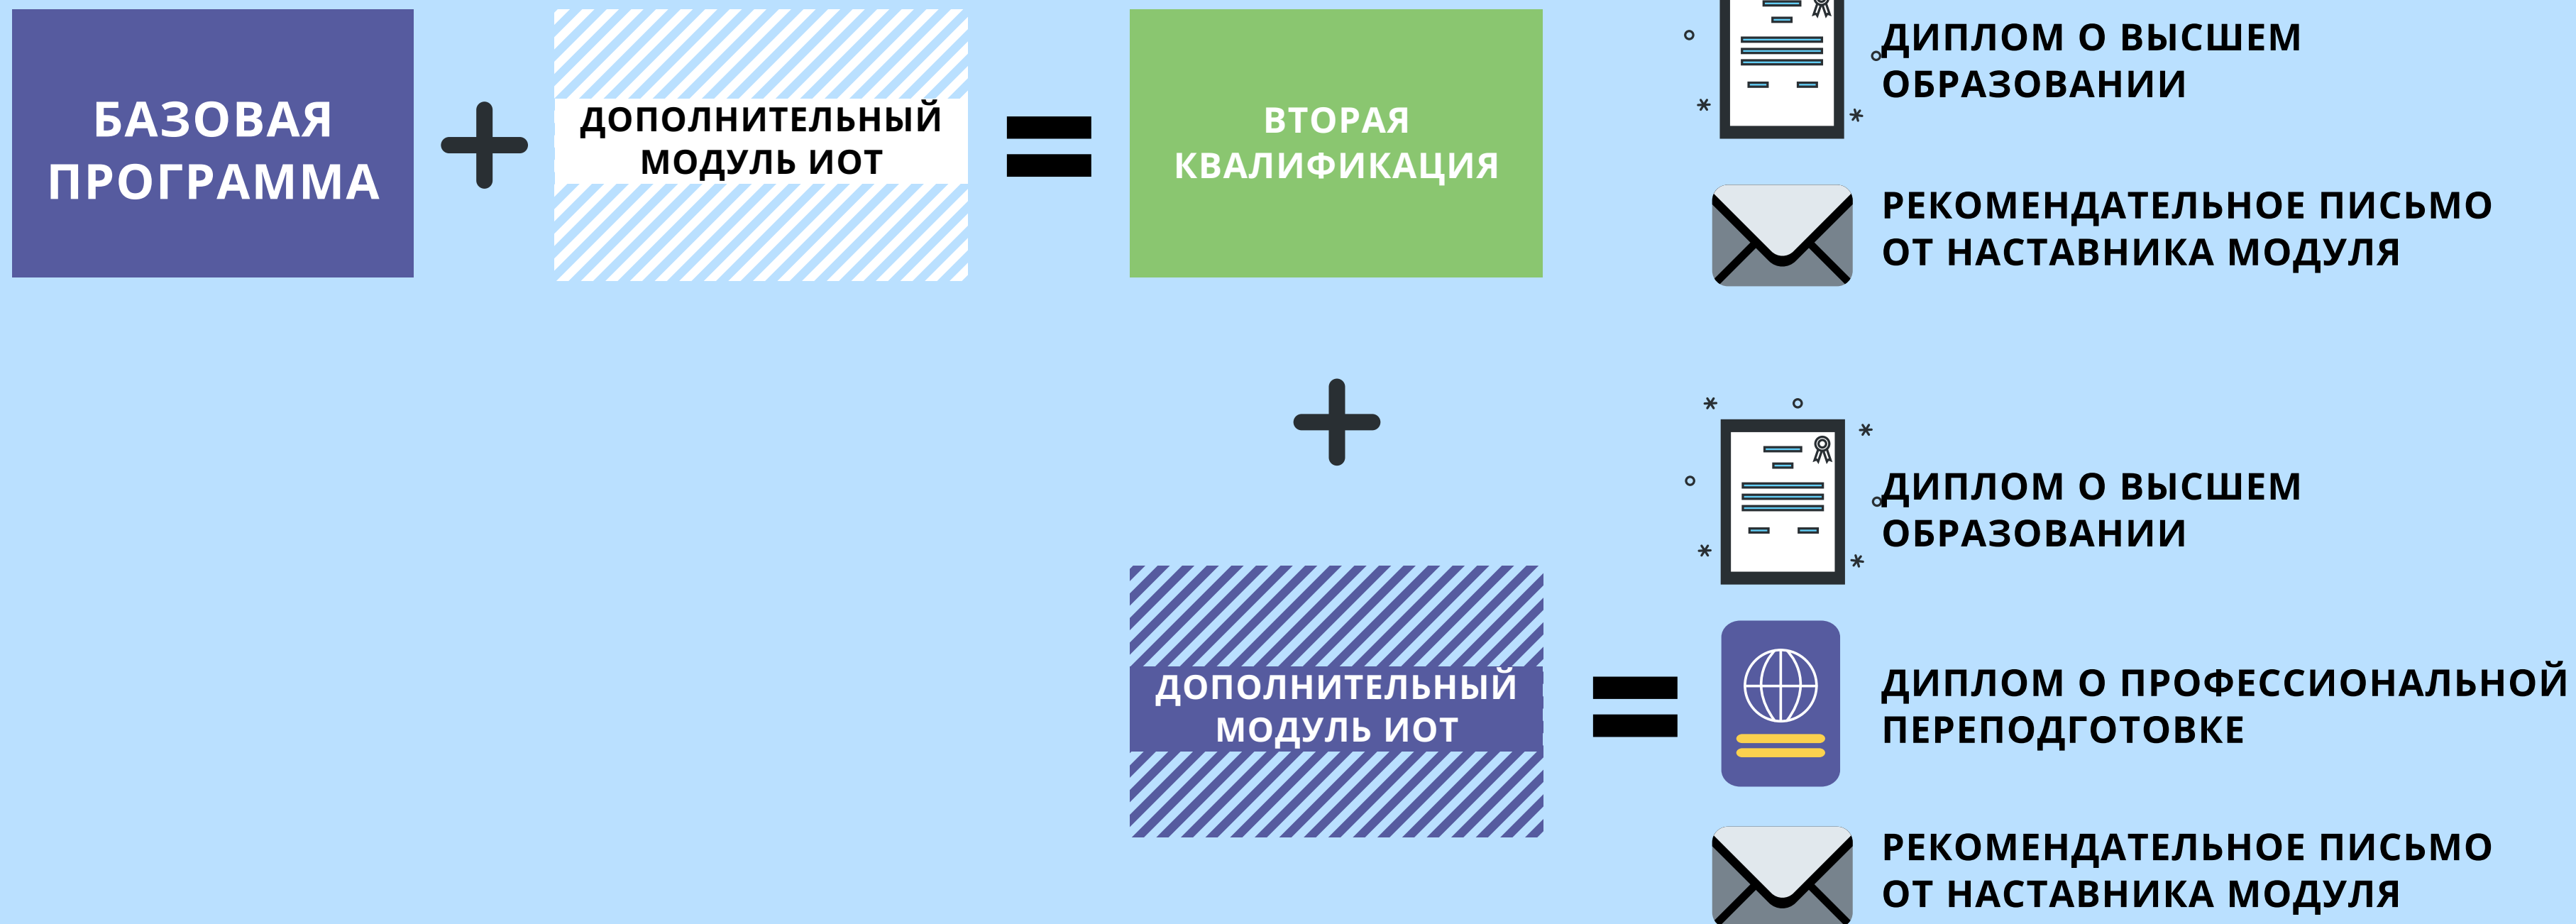 БАЗОВАЯ
ПРОГРАММА
ДОПОЛНИТЕЛЬНЫЙ
МОДУЛЬ ИОТ
ВТОРАЯ
КВАЛИФИКАЦИЯ
ДИПЛОМ О ВЫСШЕМ
ОБРАЗОВАНИИ
РЕКОМЕНДАТЕЛЬНОЕ ПИСЬМО
ОТ НАСТАВНИКА МОДУЛЯ
ДОПОЛНИТЕЛЬНЫЙ
МОДУЛЬ ИОТ
ДИПЛОМ О ВЫСШЕМ
ОБРАЗОВАНИИ
ДИПЛОМ О ПРОФЕССИОНАЛЬНОЙ
ПЕРЕПОДГОТОВКЕ
РЕКОМЕНДАТЕЛЬНОЕ ПИСЬМО
ОТ НАСТАВНИКА МОДУЛЯ